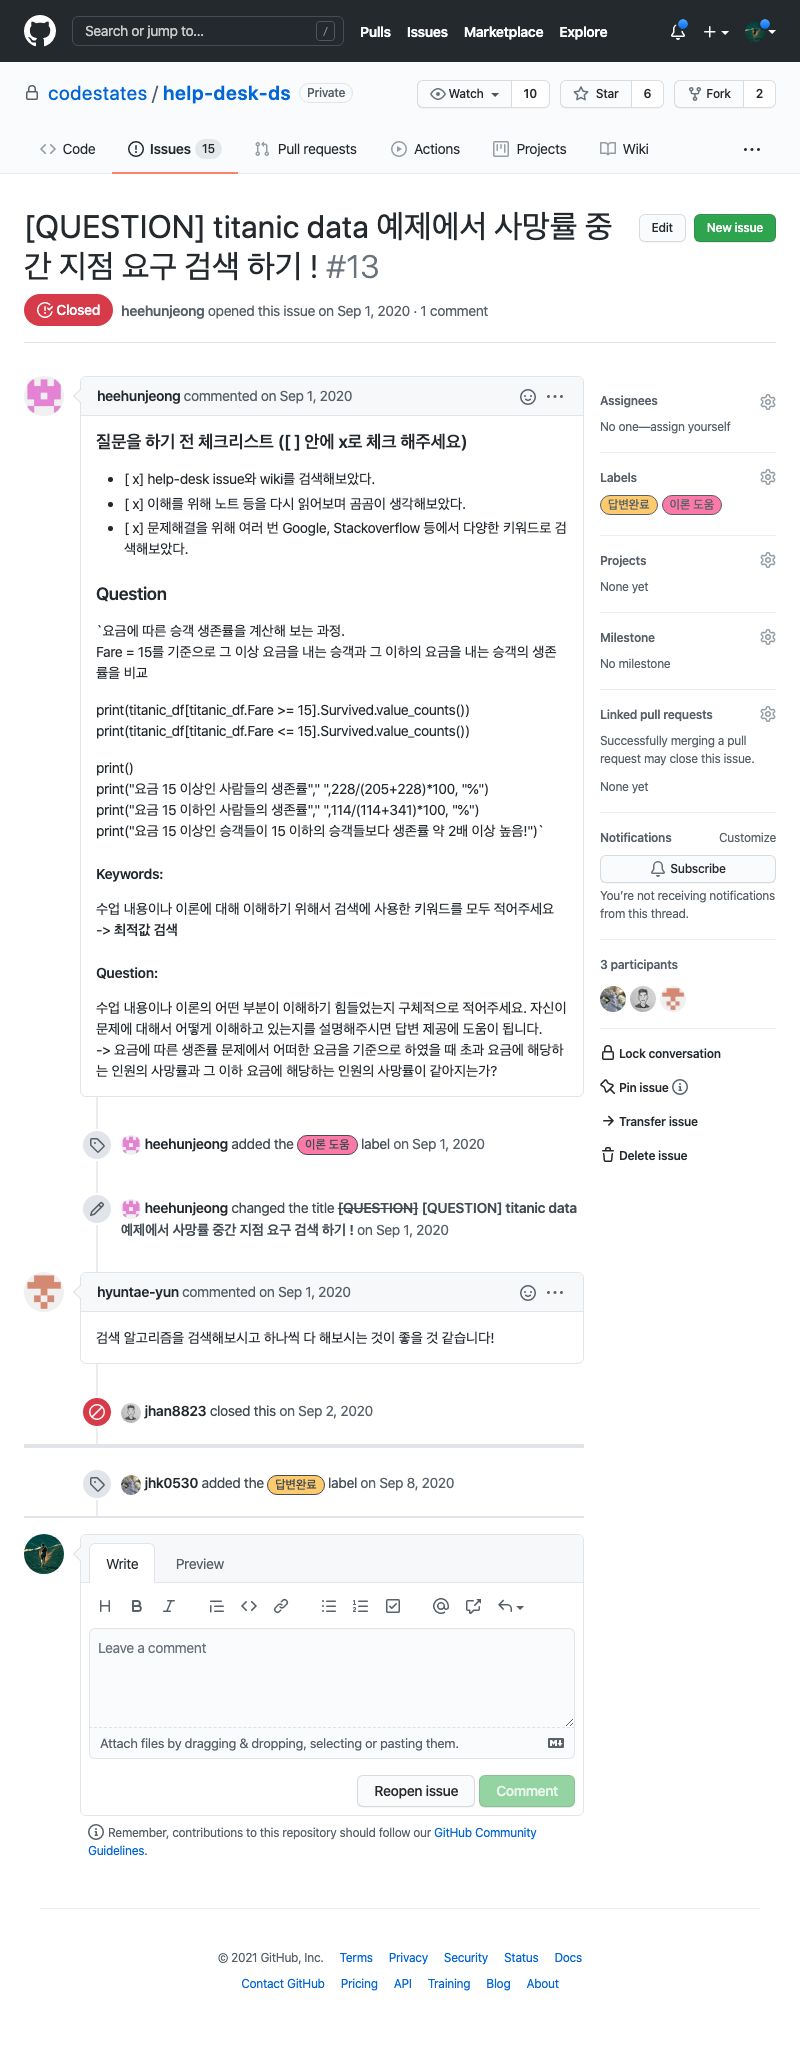 Search or jump to... /
Pulls Issues Marketplace Explore
codestates / help-desk-ds Private
Watch 10 Star 6 Fork 2
Code Issues 15 Pull requests Actions Projects Wiki
[QUESTION] titanic data 예제에서 사망률 중
간 지점 요구 검색 하기 ! #13
Edit New issue
Closed heehunjeong opened this issue on Sep 1, 2020 · 1 comment
heehunjeong commented on Sep 1, 2020
질문을 하기 전 체크리스트 ([ ] 안에 x로 체크 해주세요)
[ x] help-desk issue와 wiki를 검색해보았다.
[ x] 이해를 위해 노트 등을 다시 읽어보며 곰곰이 생각해보았다.
[ x] 문제해결을 위해 여러 번 Google, Stackoverflow 등에서 다양한 키워드로 검
색해보았다.
Question
`요금에 따른 승객 생존률을 계산해 보는 과정.
Fare = 15를 기준으로 그 이상 요금을 내는 승객과 그 이하의 요금을 내는 승객의 생존
률을 비교
print(titanic_df[titanic_df.Fare >= 15].Survived.value_counts())
print(titanic_df[titanic_df.Fare <= 15].Survived.value_counts())
print()
print("요금 15 이상인 사람들의 생존률"," ",228/(205+228)*100, "%")
print("요금 15 이하인 사람들의 생존률"," ",114/(114+341)*100, "%")
print("요금 15 이상인 승객들이 15 이하의 승객들보다 생존률 약 2배 이상 높음!")`
Keywords:
수업 내용이나 이론에 대해 이해하기 위해서 검색에 사용한 키워드를 모두 적어주세요
-> 최적값 검색
Question:
수업 내용이나 이론의 어떤 부분이 이해하기 힘들었는지 구체적으로 적어주세요. 자신이
문제에 대해서 어떻게 이해하고 있는지를 설명해주시면 답변 제공에 도움이 됩니다.
-> 요금에 따른 생존률 문제에서 어떠한 요금을 기준으로 하였을 때 초과 요금에 해당하
는 인원의 사망률과 그 이하 요금에 해당하는 인원의 사망률이 같아지는가?
heehunjeong added the 이론 도움 label on Sep 1, 2020
heehunjeong changed the title [QUESTION] [QUESTION] titanic data
예제에서 사망률 중간 지점 요구 검색 하기 ! on Sep 1, 2020
hyuntae-yun commented on Sep 1, 2020
검색 알고리즘을 검색해보시고 하나씩 다 해보시는 것이 좋을 것 같습니다!
jhan8823 closed this on Sep 2, 2020
jhk0530 added the 답변완료 label on Sep 8, 2020
Write Preview
Leave a comment
Attach files by dragging & dropping, selecting or pasting them.
Reopen issue Comment
Remember, contributions to this repository should follow our GitHub Community
Guidelines.
Assignees
No one—assign yourself
Labels
답변완료 이론 도움
Projects
None yet
Milestone
No milestone
Linked pull requests
Successfully merging a pull
request may close this issue.
None yet
Notifications Customize
Subscribe
You're not receiving notifications
from this thread.
3 participants
Lock conversation
Pin issue
Transfer issue
Delete issue
© 2021 GitHub, Inc. Terms Privacy Security Status Docs
Contact GitHub Pricing API Training Blog About